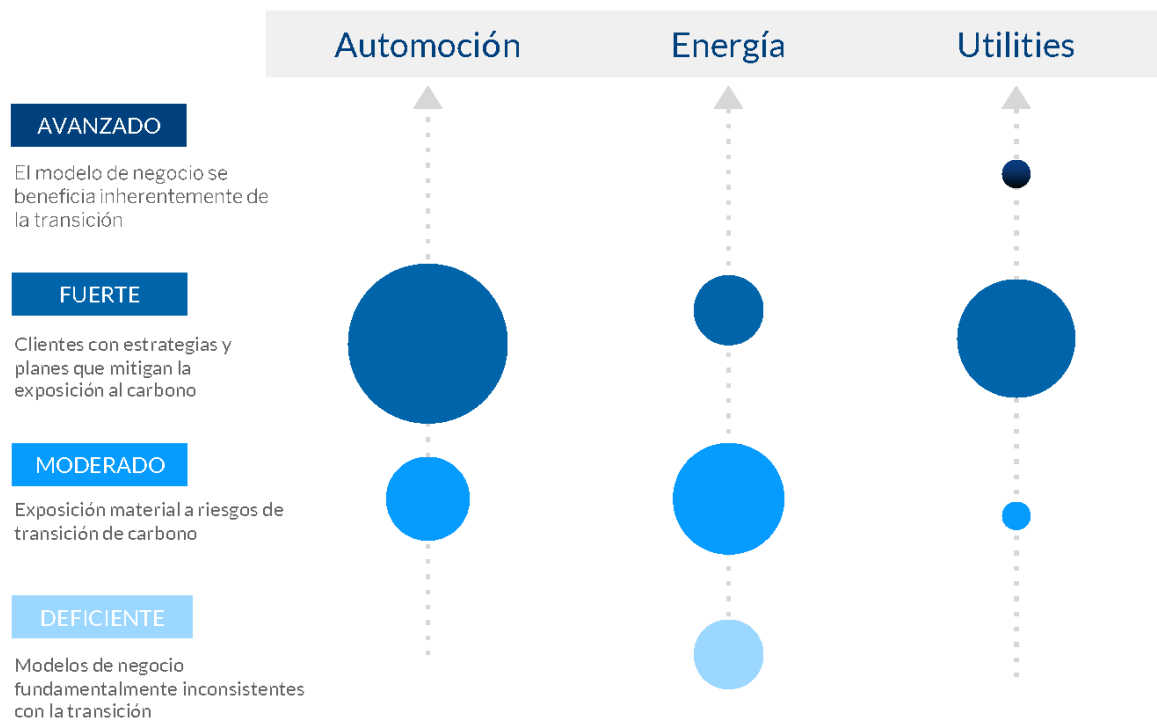 Automoción Energía Utilities
AVANZADO
El modelo de negocio se
beneficia inherentemente de
la transición
FUERTE
Clientes con estrategias y
planes que mitigan la
exposición al carbono
MODERADO
Exposición material a riesgos de
transición de carbono
DEFICIENTE
Modelos de negocio
fundamentalmente inconsistentes
con la transición